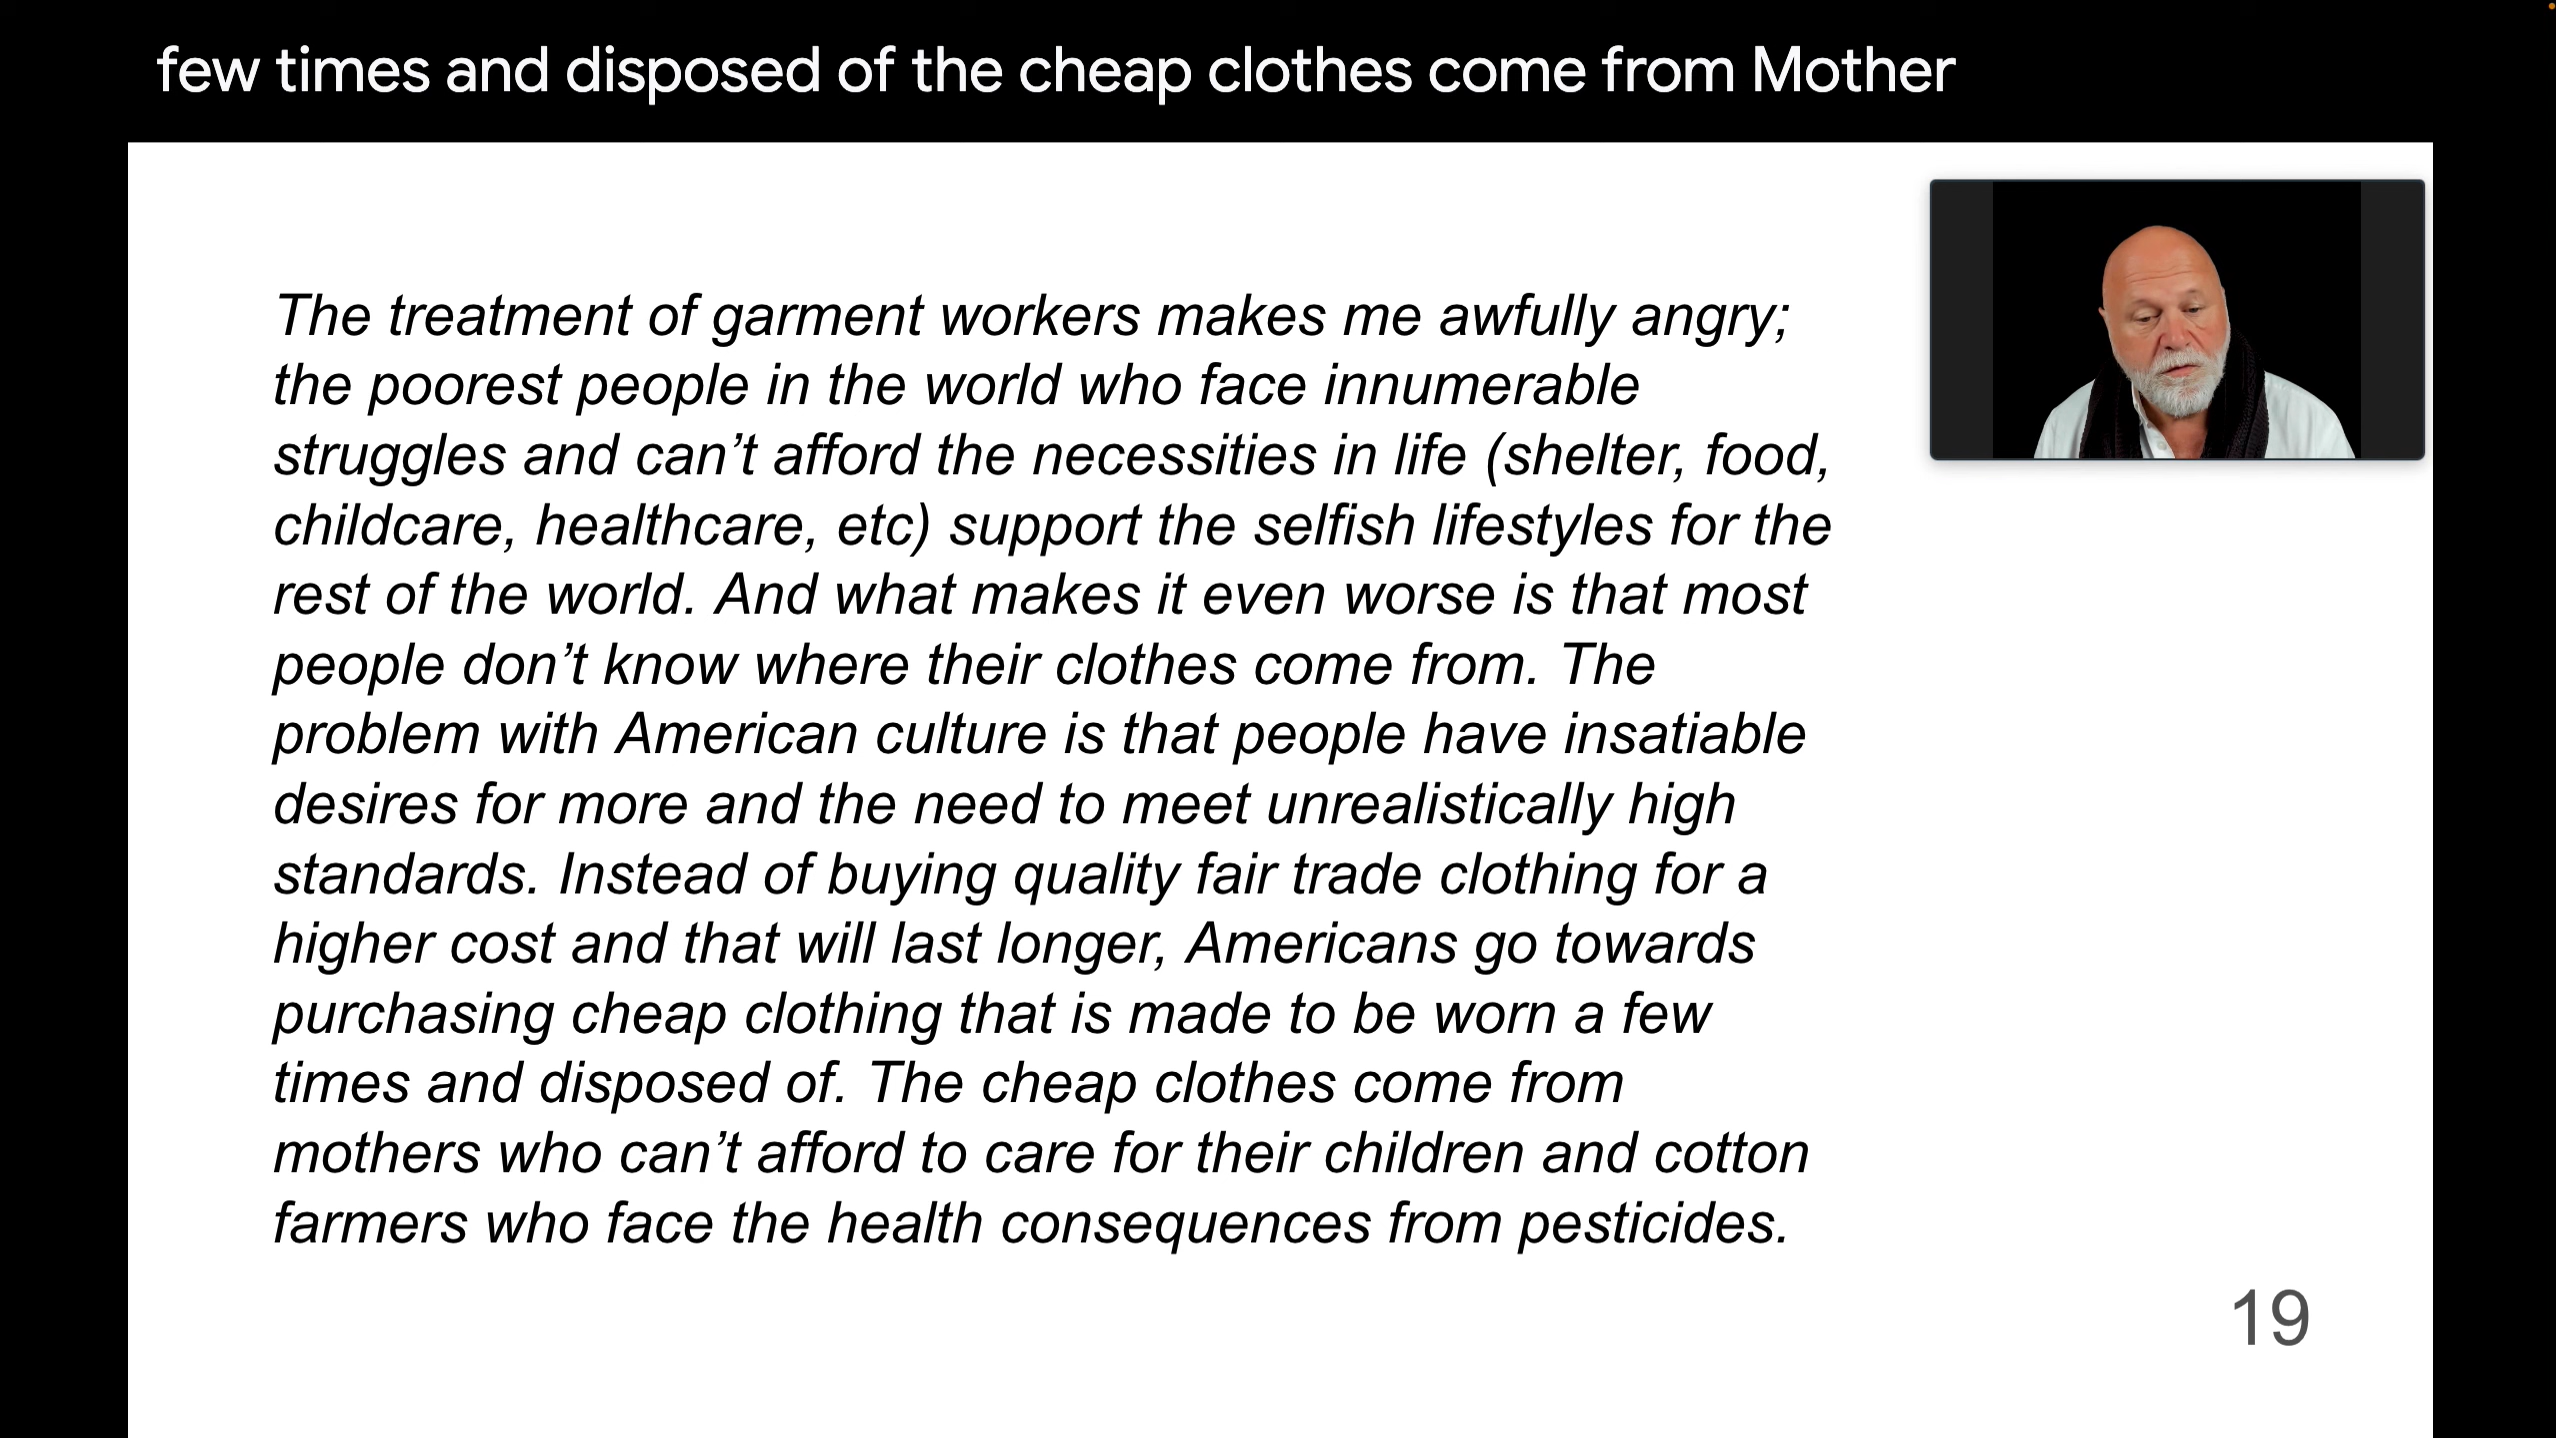 few times and disposed of the cheap clothes come from Mother
The treatment of garment workers makes me awfully angry;
the poorest people in the world who face innumerable
struggles and can’t afford the necessities in life (shelter, food,
childcare, healthcare, etc) support the selfish lifestyles for the
rest of the world. And what makes it even worse is that most
people don’t know where their clothes come from. The
problem with American culture is that people have insatiable
desires for more and the need to meet unrealistically high
standards. Instead of buying quality fair trade clothing for a
higher cost and that will last longer, Americans go towards
purchasing cheap clothing that is made to be worn a few
times and disposed of. The cheap clothes come from
mothers who can’t afford to care for their children and cotton
farmers who face the health consequences from pesticides.
19